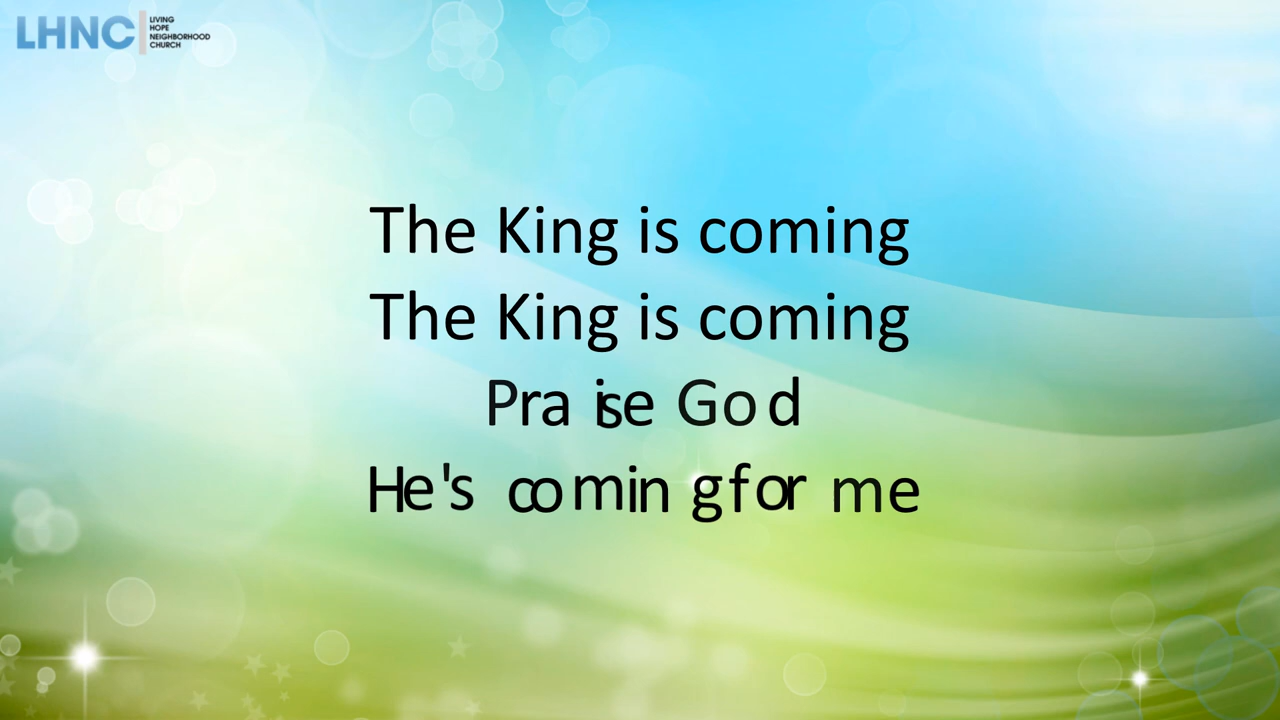 LHNC
LIVING
HOPE
NEIGHBORHOOD
CHURCH
The King is coming
The King is coming
Praise God
He's coming for me